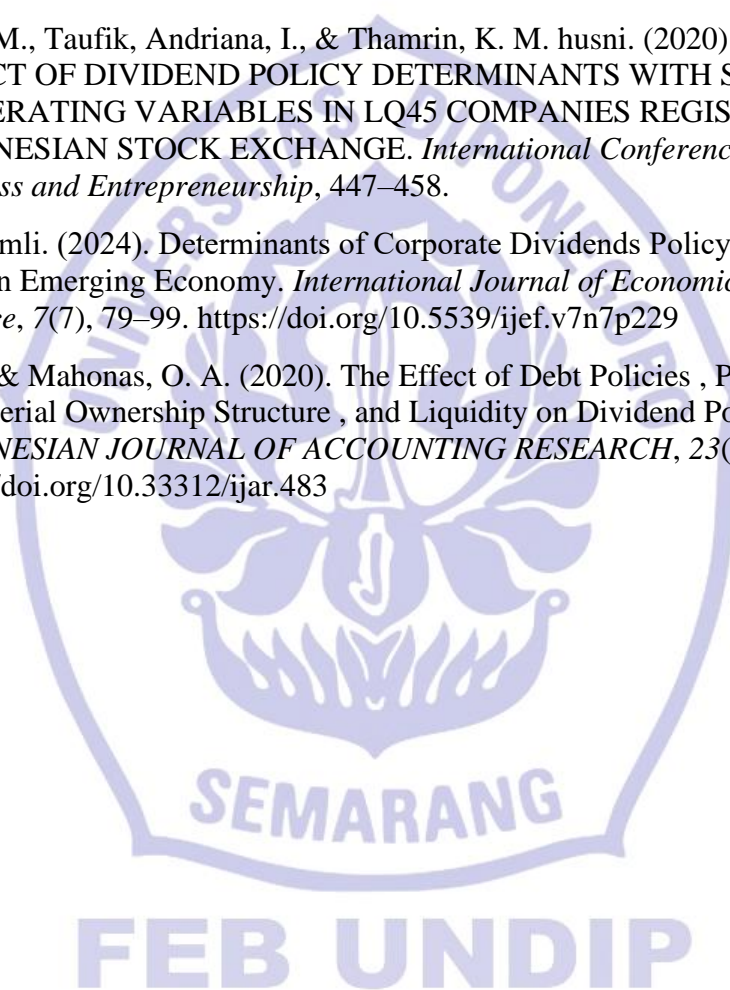 M., Taufik, Andriana, I., & Thamrin, K. M. husni. (2020)
CT OF DIVIDEND POLICY DETERMINANTS WITH S
ERATING VARIABLES IN LQ45 COMPANIES REGIS
NESIAN STOCK EXCHANGE. International Conferenc
ss and Entrepreneurship, 447–458.
mli. (2024). Determinants of Corporate Dividends Policy
n Emerging Economy. International Journal of Economic
e, 7(7), 79–99. https://doi.org/10.5539/ijef.v7n7p229
& Mahonas, O. A. (2020). The Effect of Debt Policies , P
erial Ownership Structure , and Liquidity on Dividend Po
NESIAN JOURNAL OF ACCOUNTING RESEARCH, 23(
/doi.org/10.33312/ijar.483
UNIVERSITAS DIPONEGORO
SEMARANG
FEB UNDIP